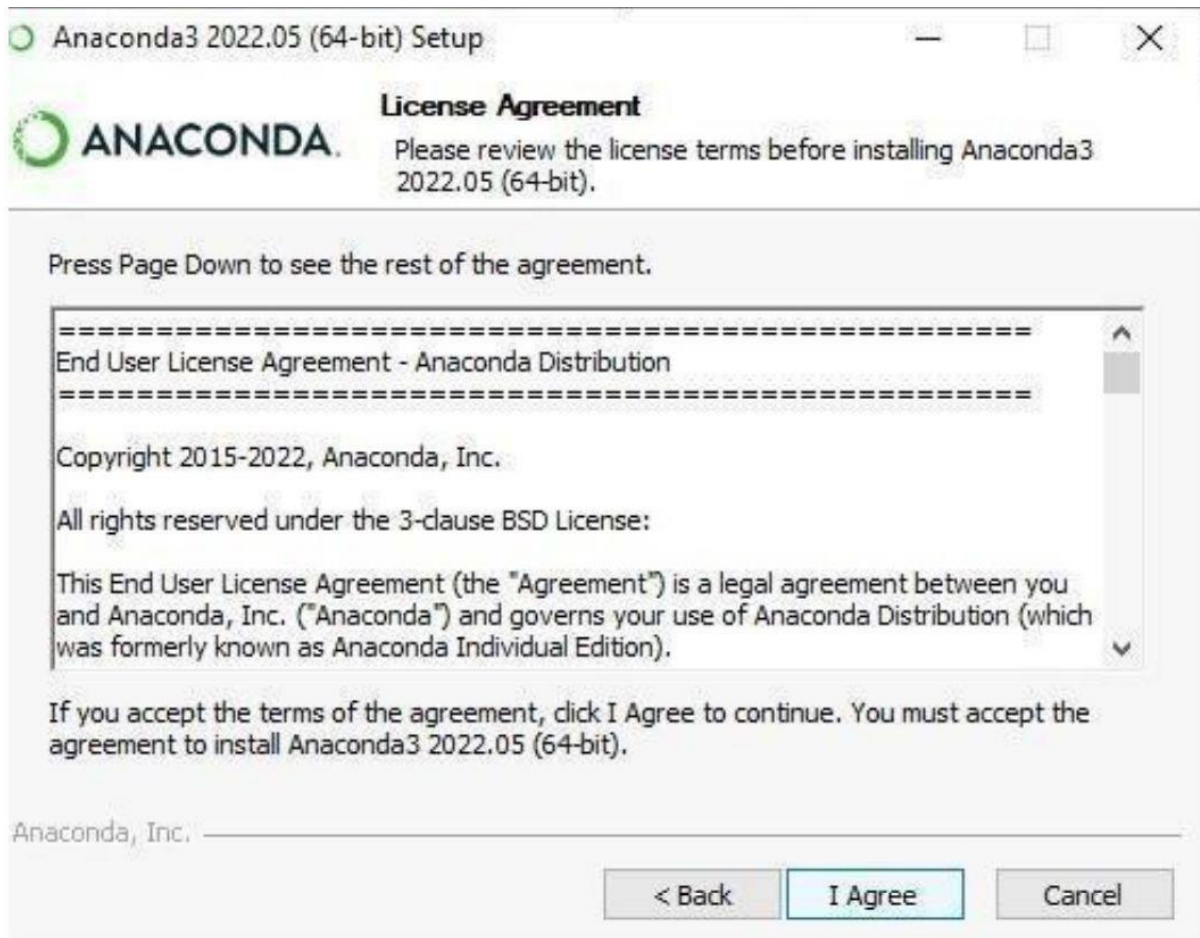 Anaconda3 2022.05 (64-bit) Setup
ANACONDA.
License Agreement
Please review the license terms before installing Anaconda3
2022.05 (64-bit).
Press Page Down to see the rest of the agreement.
==================================================
End User License Agreement - Anaconda Distribution
==================================================
Copyright 2015-2022, Anaconda, Inc.
All rights reserved under the 3-clause BSD License:
This End User License Agreement (the "Agreement") is a legal agreement between you
and Anaconda, Inc. ("Anaconda") and governs your use of Anaconda Distribution (which
was formerly known as Anaconda Individual Edition).
If you accept the terms of the agreement, click I Agree to continue. You must accept the
agreement to install Anaconda3 2022.05 (64-bit).
Anaconda, Inc.
< Back
I Agree
Cancel